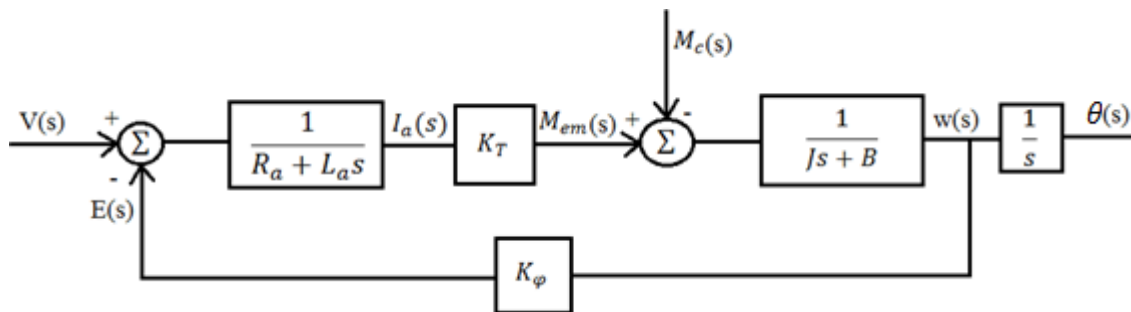 M_c(s)
V(s)
+
Σ
-
E(s)
1
R_a + L_a s
I_a(s)
K_T
M_em(s)
+
Σ
-
1
Js + B
w(s)
1
s
θ(s)
K_φ